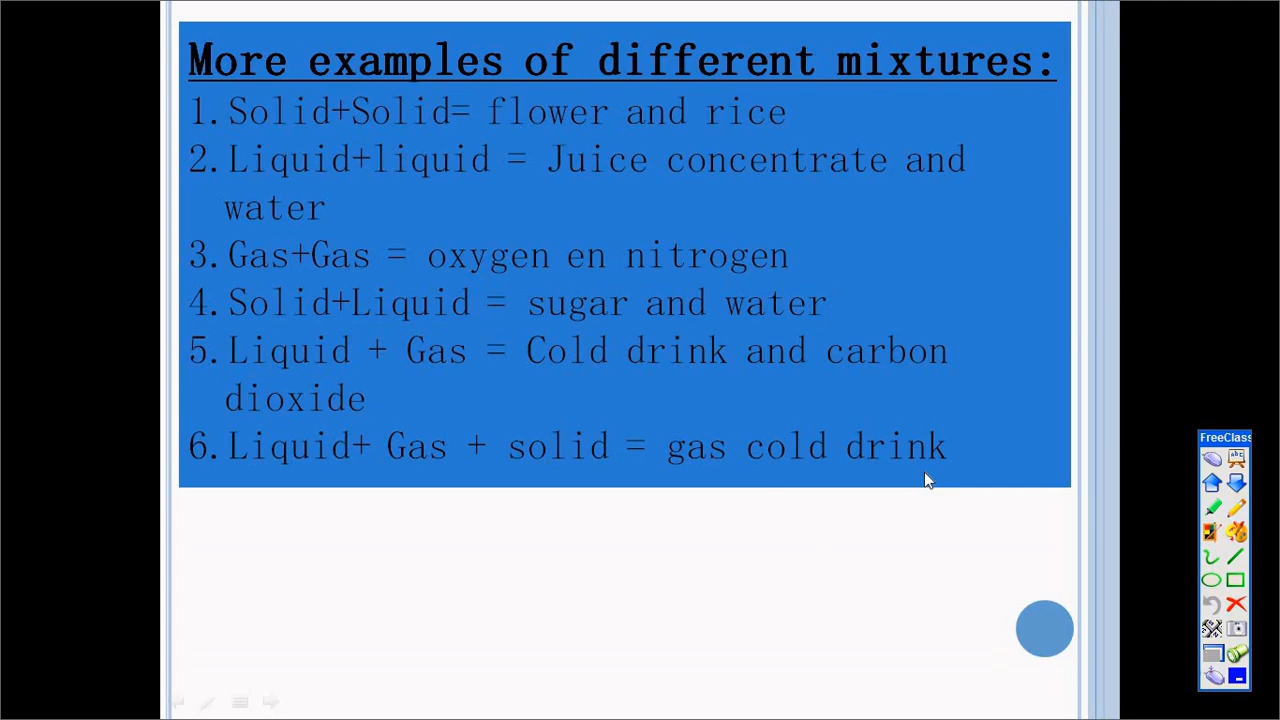 More examples of different mixtures:
1.Solid+Solid= flower and rice
2.Liquid+liquid = Juice concentrate and
water
3.Gas+Gas = oxygen en nitrogen
4.Solid+Liquid = sugar and water
5.Liquid + Gas = Cold drink and carbon
dioxide
6.Liquid+ Gas + solid = gas cold drink
FreeClass